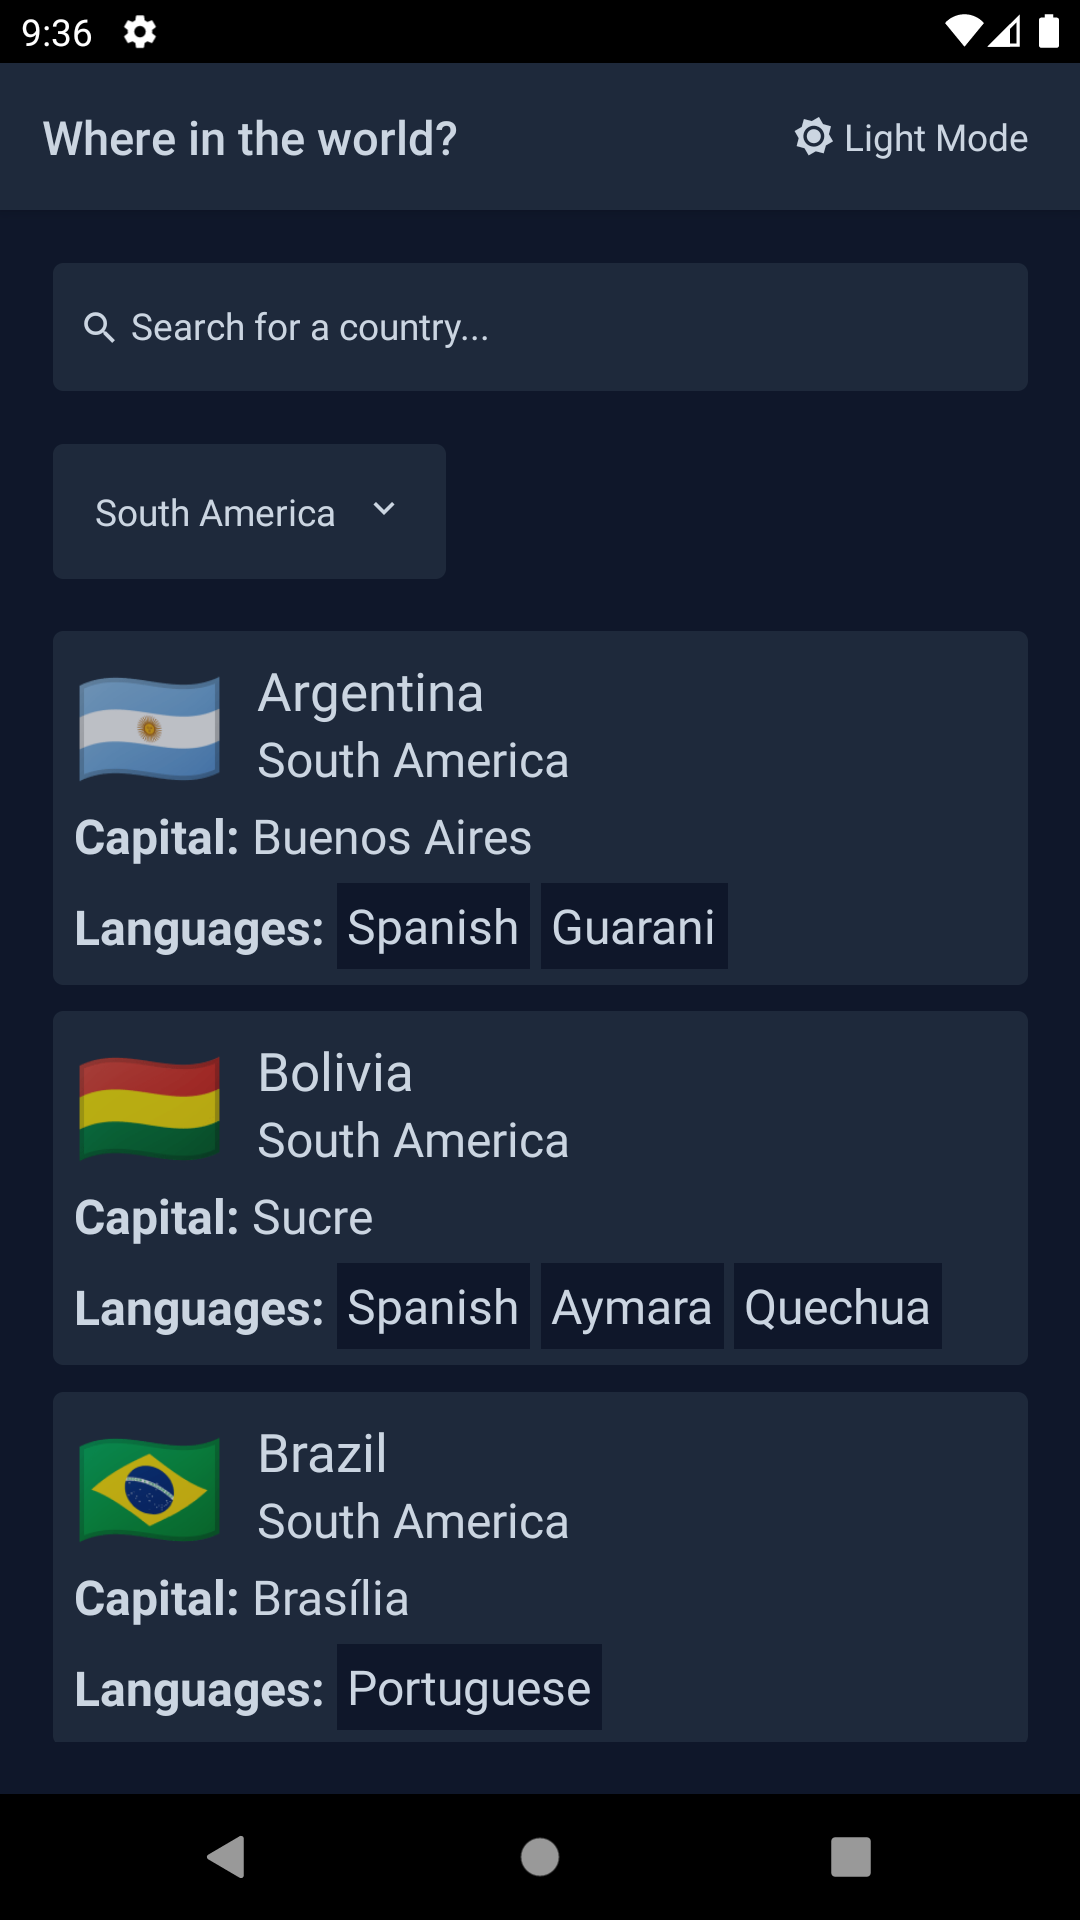 9:36
Where in the world?
Light Mode
Search for a country...
South America
Argentina
South America
Capital: Buenos Aires
Languages: Spanish Guarani
Bolivia
South America
Capital: Sucre
Languages: Spanish Aymara Quechua
Brazil
South America
Capital: Brasília
Languages: Portuguese